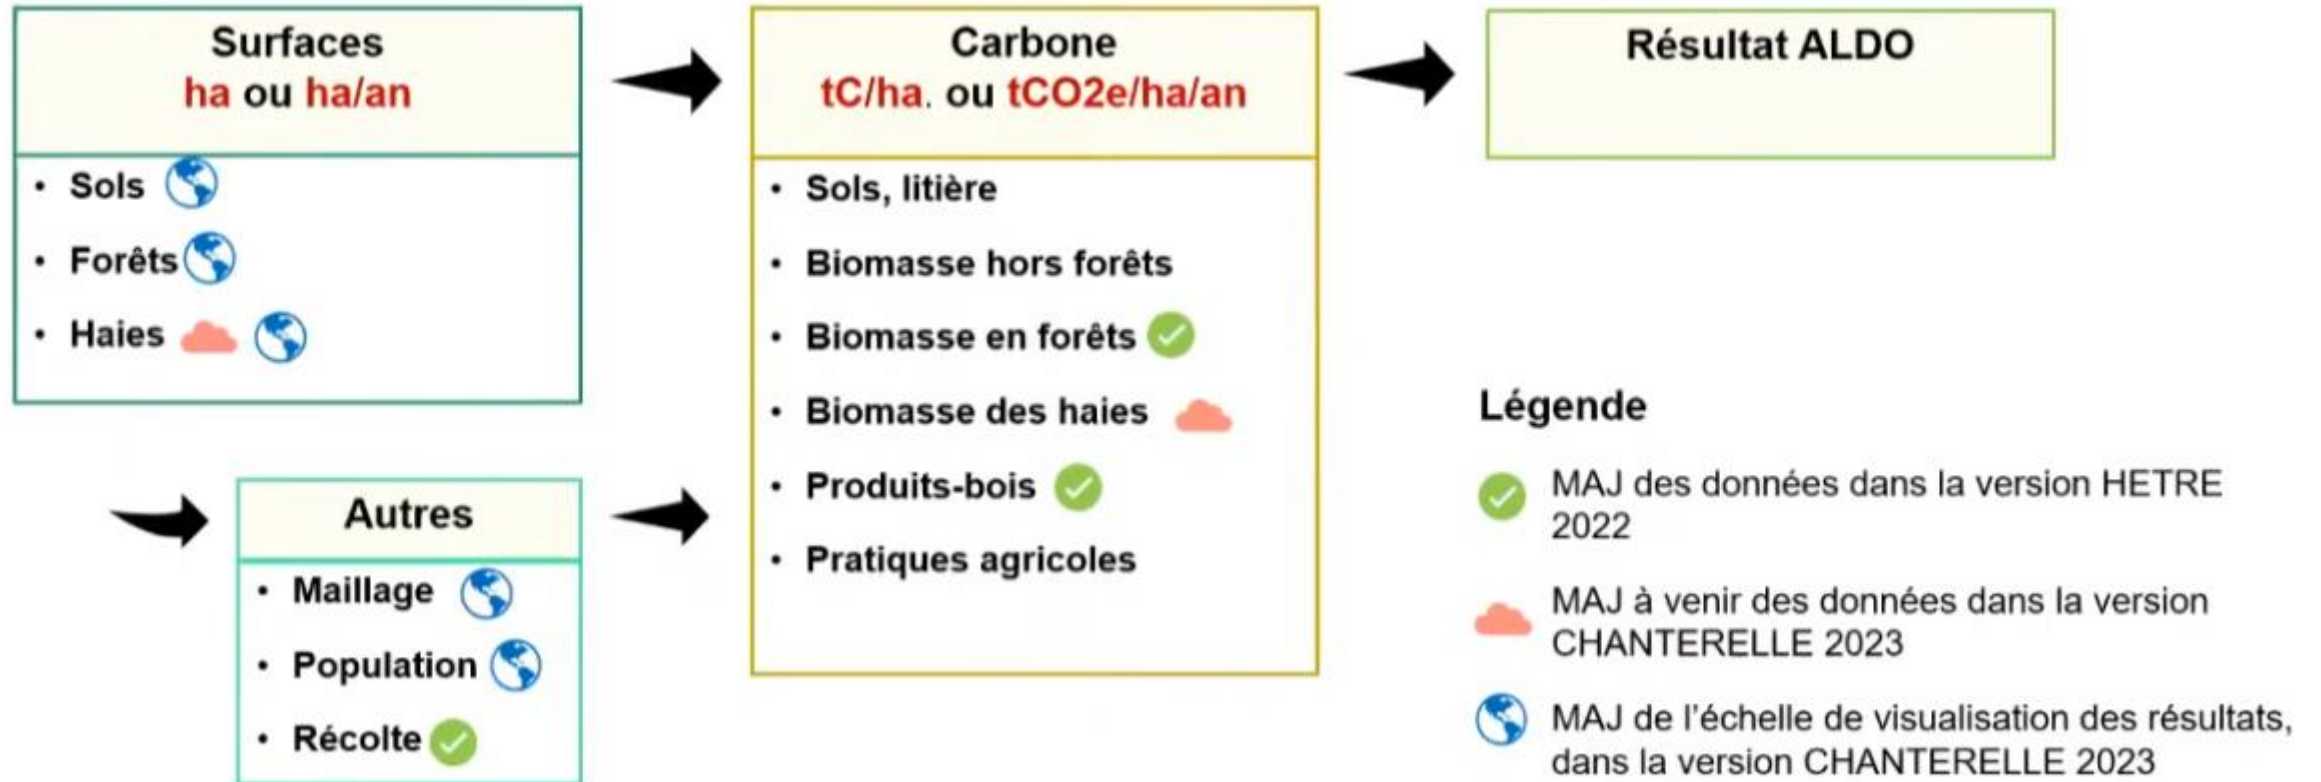 Surfaces
ha ou ha/an
• Sols
• Forêts
• Haies
Autres
• Maillage
• Population
• Récolte
Carbone
tC/ha. ou tCO2e/ha/an
• Sols, litière
• Biomasse hors forêts
• Biomasse en forêts
• Biomasse des haies
• Produits-bois
• Pratiques agricoles
Résultat ALDO
Légende
MAJ des données dans la version HETRE
2022
MAJ à venir des données dans la version
CHANTERELLE 2023
MAJ de l'échelle de visualisation des résultats,
dans la version CHANTERELLE 2023